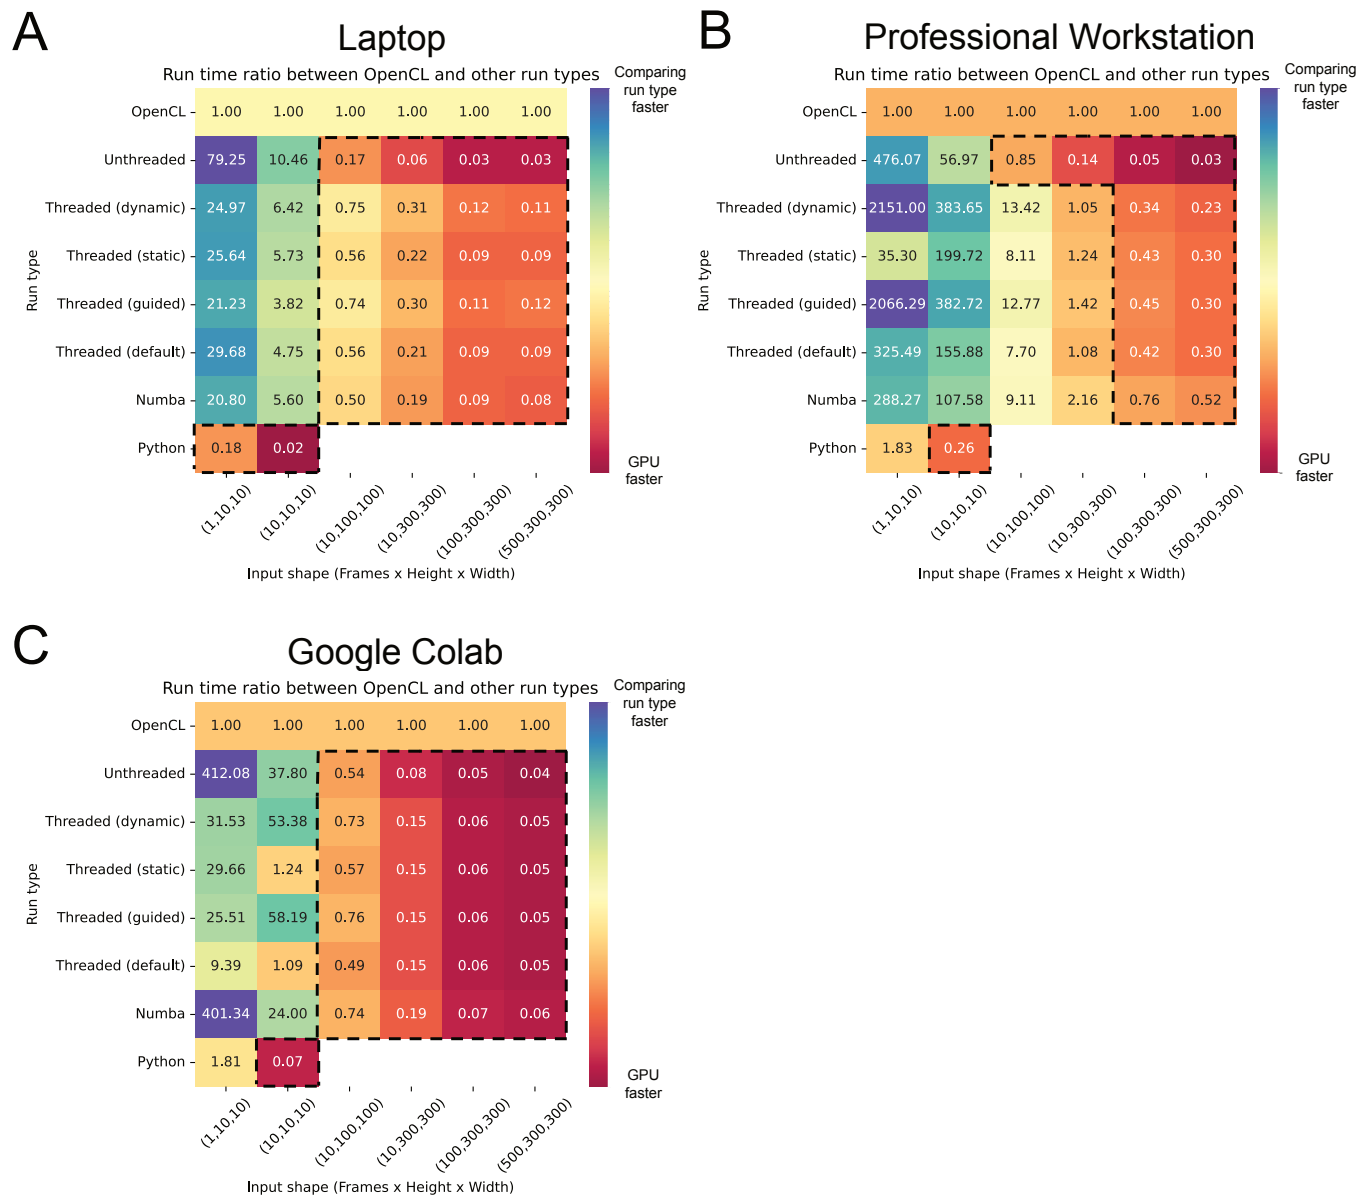 A
Laptop
Run time ratio between OpenCL and other run types
Comparing
run type
faster
OpenCL 1.00 1.00 1.00 1.00 1.00 1.00
Unthreaded 79.25 10.46 0.17 0.06 0.03 0.03
Threaded (dynamic) 24.97 6.42 0.75 0.31 0.12 0.11
Threaded (static) 25.64 5.73 0.56 0.22 0.09 0.09
Threaded (guided) 21.23 3.82 0.74 0.30 0.11 0.12
Threaded (default) 29.68 4.75 0.56 0.21 0.09 0.09
Numba 20.80 5.60 0.50 0.19 0.09 0.08
Python 0.18 0.02
Run type
GPU
faster
(1,10,10) (10,10,10) (10,100,100) (10,300,300) (100,300,300) (500,300,300)
Input shape (Frames x Height x Width)
B
Professional Workstation
Run time ratio between OpenCL and other run types
Comparing
run type
faster
OpenCL 1.00 1.00 1.00 1.00 1.00 1.00
Unthreaded 476.07 56.97 0.85 0.14 0.05 0.03
Threaded (dynamic) 2151.00 383.65 13.42 1.05 0.34 0.23
Threaded (static) 35.30 199.72 8.11 1.24 0.43 0.30
Threaded (guided) 2066.29 382.72 12.77 1.42 0.45 0.30
Threaded (default) 325.49 155.88 7.70 1.08 0.42 0.30
Numba 288.27 107.58 9.11 2.16 0.76 0.52
Python 1.83 0.26
Run type
GPU
faster
(1,10,10) (10,10,10) (10,100,100) (10,300,300) (100,300,300) (500,300,300)
Input shape (Frames x Height x Width)
C
Google Colab
Run time ratio between OpenCL and other run types
Comparing
run type
faster
OpenCL 1.00 1.00 1.00 1.00 1.00 1.00
Unthreaded 412.08 37.80 0.54 0.08 0.05 0.04
Threaded (dynamic) 31.53 53.38 0.73 0.15 0.06 0.05
Threaded (static) 29.66 1.24 0.57 0.15 0.06 0.05
Threaded (guided) 25.51 58.19 0.76 0.15 0.06 0.05
Threaded (default) 9.39 1.09 0.49 0.15 0.06 0.05
Numba 401.34 24.00 0.74 0.19 0.07 0.06
Python 1.81 0.07
Run type
GPU
faster
(1,10,10) (10,10,10) (10,100,100) (10,300,300) (100,300,300) (500,300,300)
Input shape (Frames x Height x Width)